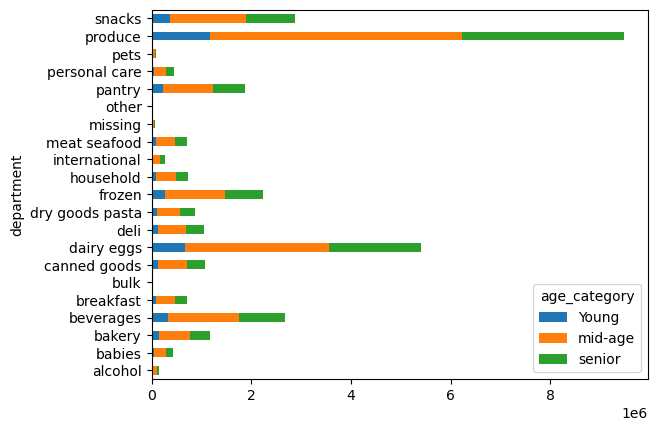 snacks
produce
pets
personal care
pantry
other
missing
meat seafood
international
household
frozen
dry goods pasta
deli
dairy eggs
canned goods
bulk
breakfast
beverages
bakery
babies
alcohol
department
age_category
Young
mid-age
senior
0 2 4 6 8
1e6